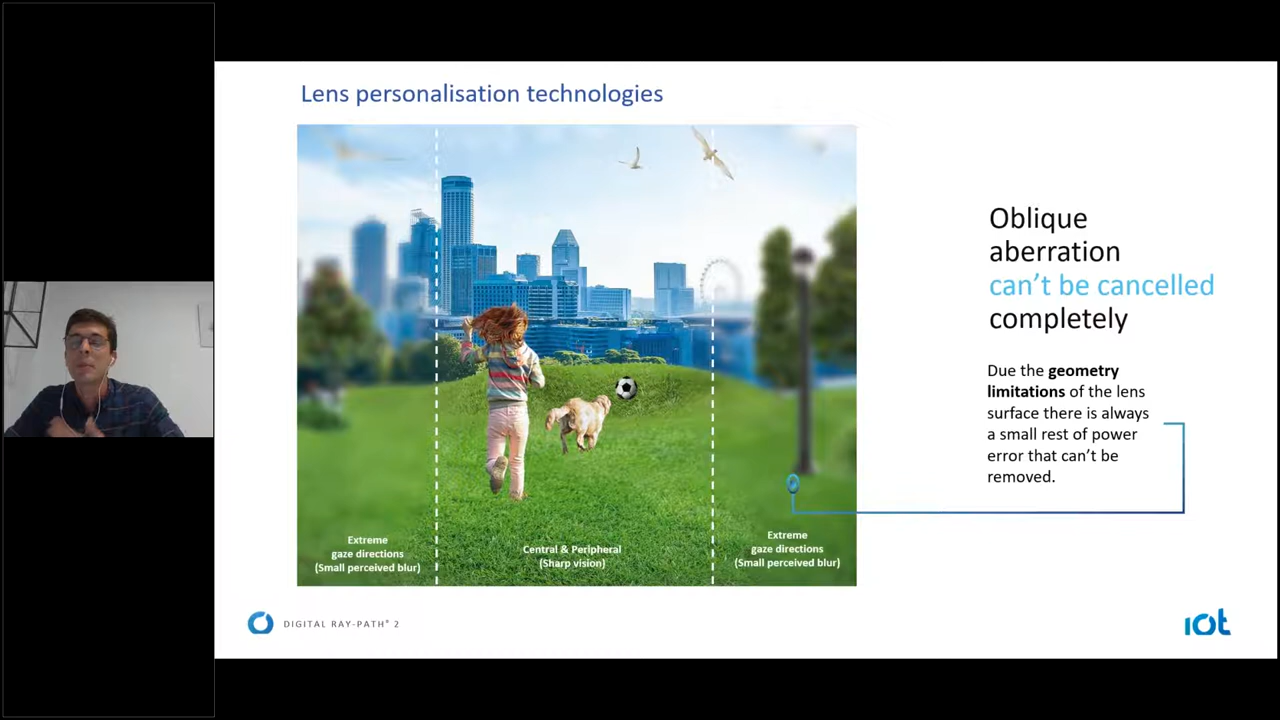 Lens personalisation technologies
Oblique
aberration
can't be cancelled
completely
Due the geometry
limitations of the lens
surface there is always
a small rest of power
error that can't be
removed.
Extreme
gaze directions
(Small perceived blur)
Central & Peripheral
(Sharp vision)
Extreme
gaze directions
(Small perceived blur)
DIGITAL RAY-PATH® 2
iot